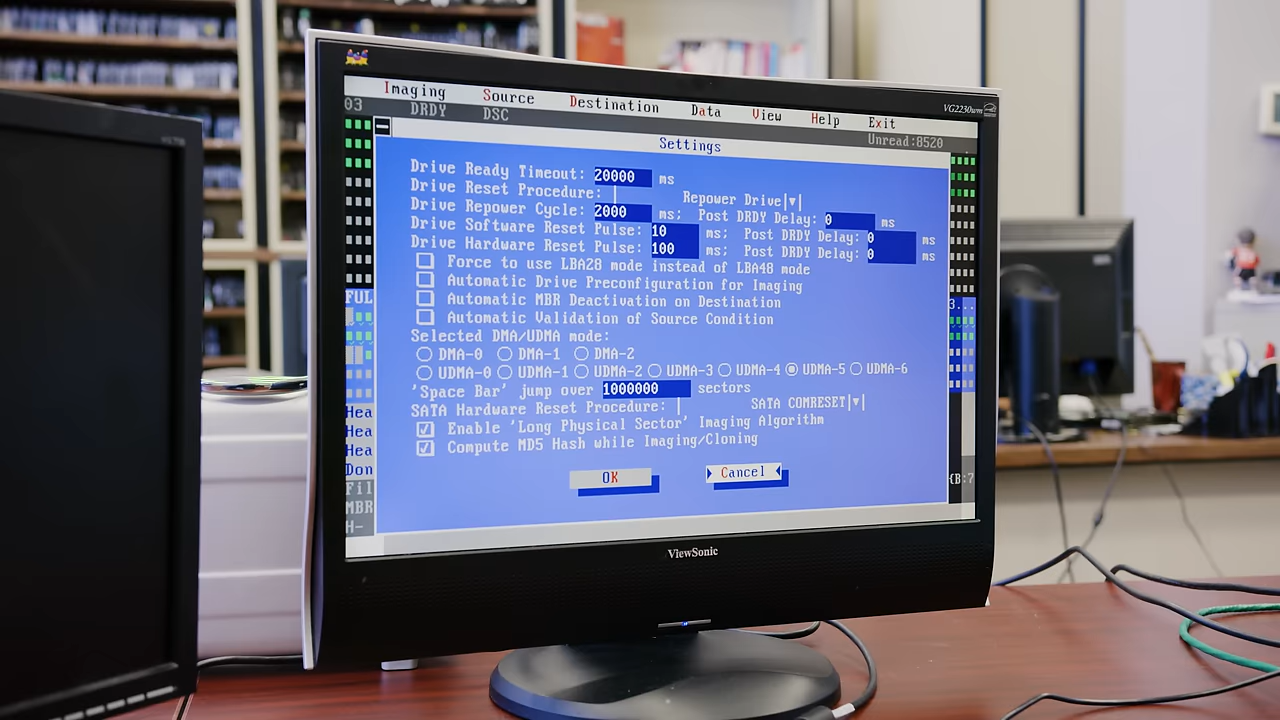 VG2230wm
Imaging Source Destination Data View Help Exit
03 DRDY DSC Unread:8520
Settings
Drive Ready Timeout: 20000 ms
Drive Reset Procedure: Repower Drive
Drive Repower Cycle: 2000 ms; Post DRDY Delay: 0 ms
Drive Software Reset Pulse: 10 ms; Post DRDY Delay: 0 ms
Drive Hardware Reset Pulse: 100 ms; Post DRDY Delay: 0 ms
Force to use LBA28 mode instead of LBA48 mode
Automatic Drive Preconfiguration for Imaging
FUL Automatic MBR Deactivation on Destination 3...
Automatic Validation of Source Condition
Selected DMA/UDMA mode:
DMA-0 DMA-1 DMA-2
UDMA-0 UDMA-1 UDMA-2 UDMA-3 UDMA-4 UDMA-5 UDMA-6
'Space Bar' jump over 1000000 sectors
Hea SATA Hardware Reset Procedure: SATA COMRESET
Hea Enable 'Long Physical Sector' Imaging Algorithm
Hea Compute MD5 Hash while Imaging/Cloning
Don OK Cancel
Fil
MBR
H-
ViewSonic